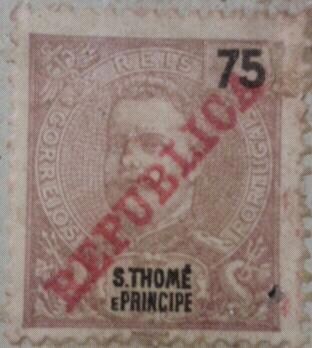 REIS
75
CORREIOS
PORTUGAL
REPUBLICA
S. THOMÉ
E PRINCIPE